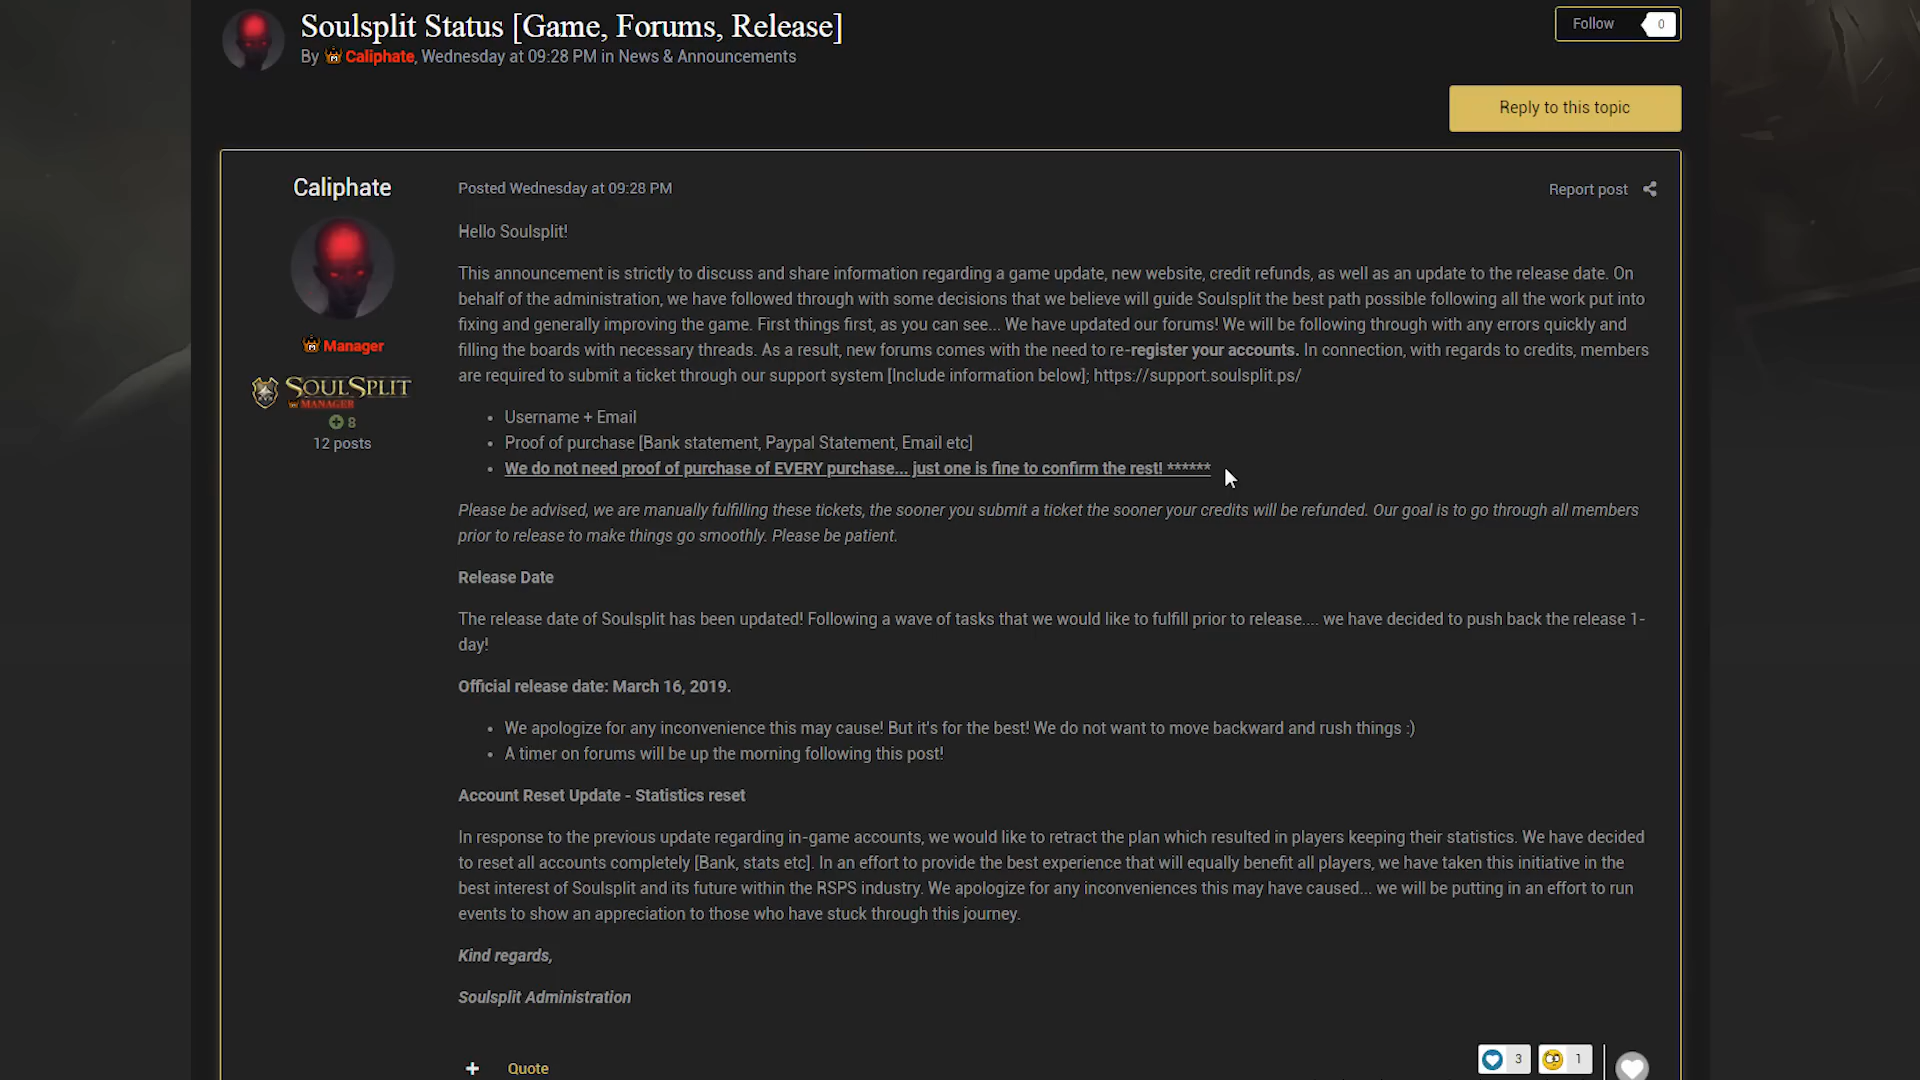 Soulsplit Status [Game, Forums, Release]
By Caliphate, Wednesday at 09:28 PM in News & Announcements
Follow 0
Reply to this topic
Caliphate
Posted Wednesday at 09:28 PM
Report post
Hello Soulsplit!
This announcement is strictly to discuss and share information regarding a game update, new website, credit refunds, as well as an update to the release date. On
behalf of the administration, we have followed through with some decisions that we believe will guide Soulsplit the best path possible following all the work put into
fixing and generally improving the game. First things first, as you can see... We have updated our forums! We will be following through with any errors quickly and
filling the boards with necessary threads. As a result, new forums comes with the need to re-register your accounts. In connection, with regards to credits, members
are required to submit a ticket through our support system [Include information below]; https://support.soulsplit.ps/
Manager
SOULSPLIT
MANAGER
8
12 posts
• Username + Email
• Proof of purchase [Bank statement, Paypal Statement, Email etc]
• We do not need proof of purchase of EVERY purchase... just one is fine to confirm the rest! ******
Please be advised, we are manually fulfilling these tickets, the sooner you submit a ticket the sooner your credits will be refunded. Our goal is to go through all members
prior to release to make things go smoothly. Please be patient.
Release Date
The release date of Soulsplit has been updated! Following a wave of tasks that we would like to fulfill prior to release.... we have decided to push back the release 1-
day!
Official release date: March 16, 2019.
• We apologize for any inconvenience this may cause! But it's for the best! We do not want to move backward and rush things :)
• A timer on forums will be up the morning following this post!
Account Reset Update - Statistics reset
In response to the previous update regarding in-game accounts, we would like to retract the plan which resulted in players keeping their statistics. We have decided
to reset all accounts completely [Bank, stats etc]. In an effort to provide the best experience that will equally benefit all players, we have taken this initiative in the
best interest of Soulsplit and its future within the RSPS industry. We apologize for any inconveniences this may have caused... we will be putting in an effort to run
events to show an appreciation to those who have stuck through this journey.
Kind regards,
Soulsplit Administration
+ Quote
3
1